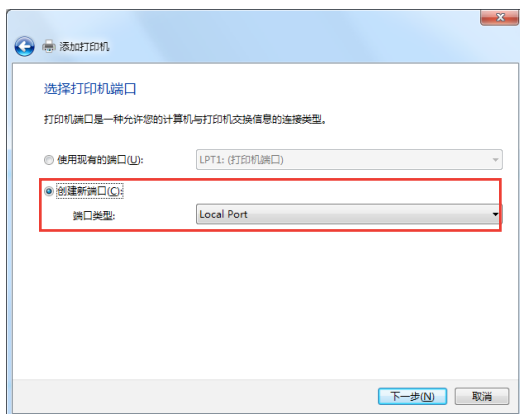 添加打印机
选择打印机端口
打印机端口是一种允许您的计算机与打印机交换信息的连接类型。
使用现有的端口(U): LPT1: (打印机端口)
创建新端口(C):
端口类型: Local Port
下一步(N) 取消